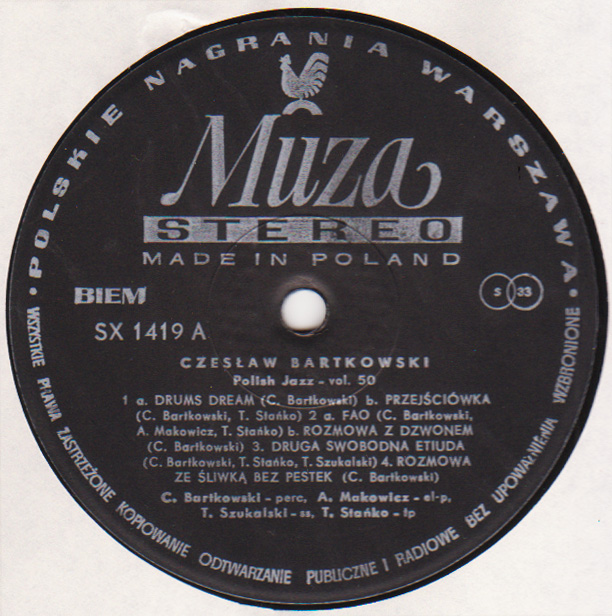 • POLSKIE NAGRANIA WARSZAWA •
Muza
STEREO
MADE IN POLAND
BIEM
S 33
SX 1419 A
CZESŁAW BARTKOWSKI
Polish Jazz - vol. 50
1 a. DRUMS DREAM (C. Bartkowski) b. PRZEJŚCIÓWKA
(C. Bartkowski, T. Stańko) 2 a. FAO (C. Bartkowski,
A. Makowicz, T. Stańko) b. ROZMOWA Z DZWONEM
(C. Bartkowski) 3. DRUGA SWOBODNA ETIUDA
(C. Bartkowski, T. Stańko, T. Szukalski) 4. ROZMOWA
ZE ŚLIWKĄ BEZ PESTEK (C. Bartkowski)
C. Bartkowski - perc, A. Makowicz - el-p,
T. Szukalski - ss, T. Stańko - tp
WSZYSTKIE PRAWA ZASTRZEŻONE KOPIOWANIE ODTWARZANIE PUBLICZNE I RADIOWE BEZ UPOWAŻNIENIA WZBRONIONE